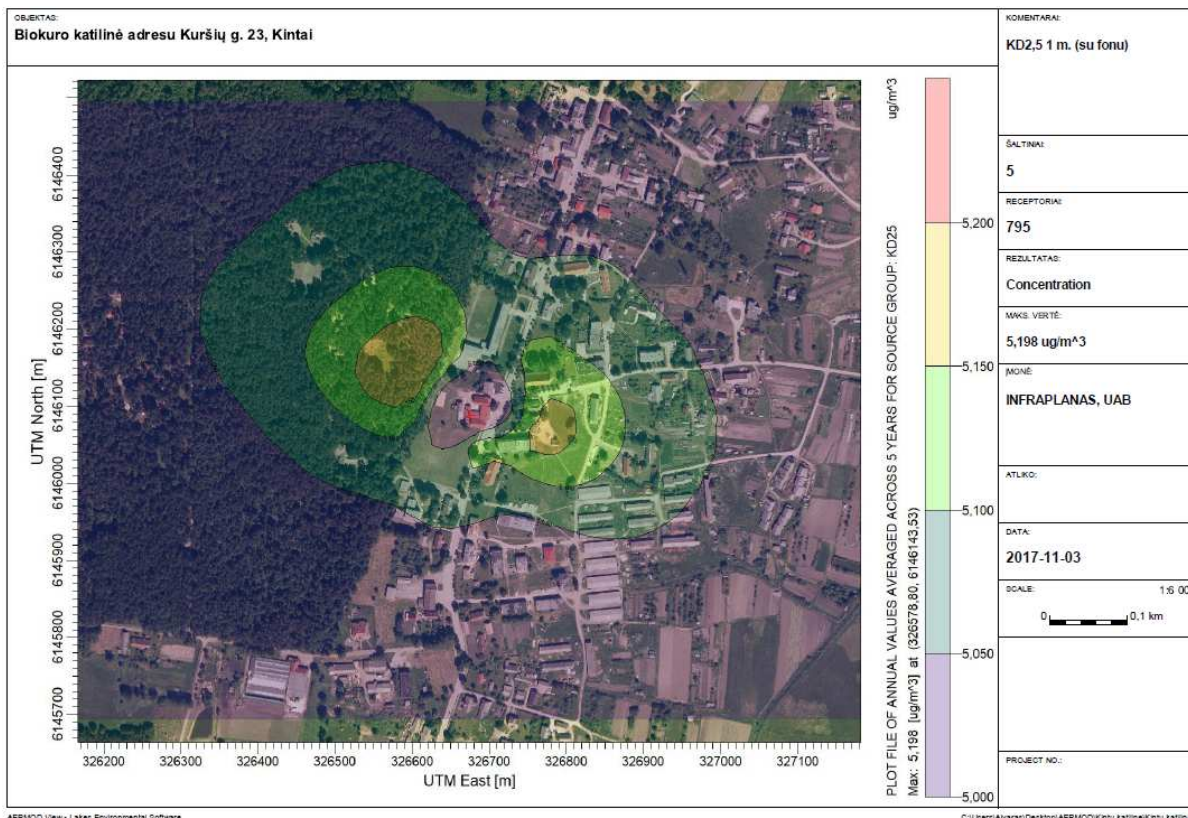 OBJEKTAS:
Biokuro katilinė adresu Kuršių g. 23, Kintai
KOMENTARAI:
KD2,5 1 m. (su fonu)
ŠALTINIAI:
5
RECEPTORIAI:
795
REZULTATAS:
Concentration
MAKS. VERTĖ:
5,198 ug/m^3
ĮMONĖ:
INFRAPLANAS, UAB
ATLIKO:
DATA:
2017-11-03
SCALE:
1:6 00
0
0,1 km
PROJECT NO.:
UTM North [m]
6146400
6146300
6146200
6146100
6146000
6145900
6145800
6145700
326200
326300
326400
326500
326600
326700
326800
326900
327000
327100
UTM East [m]
ug/m^3
PLOT FILE OF ANNUAL VALUES AVERAGED ACROSS 5 YEARS FOR SOURCE GROUP: KD25
Max: 5,198 [ug/m^3] at (326578,80, 6146143,53)
5,200
5,150
5,100
5,050
5,000
AERMOD View - Lakes Environmental Software